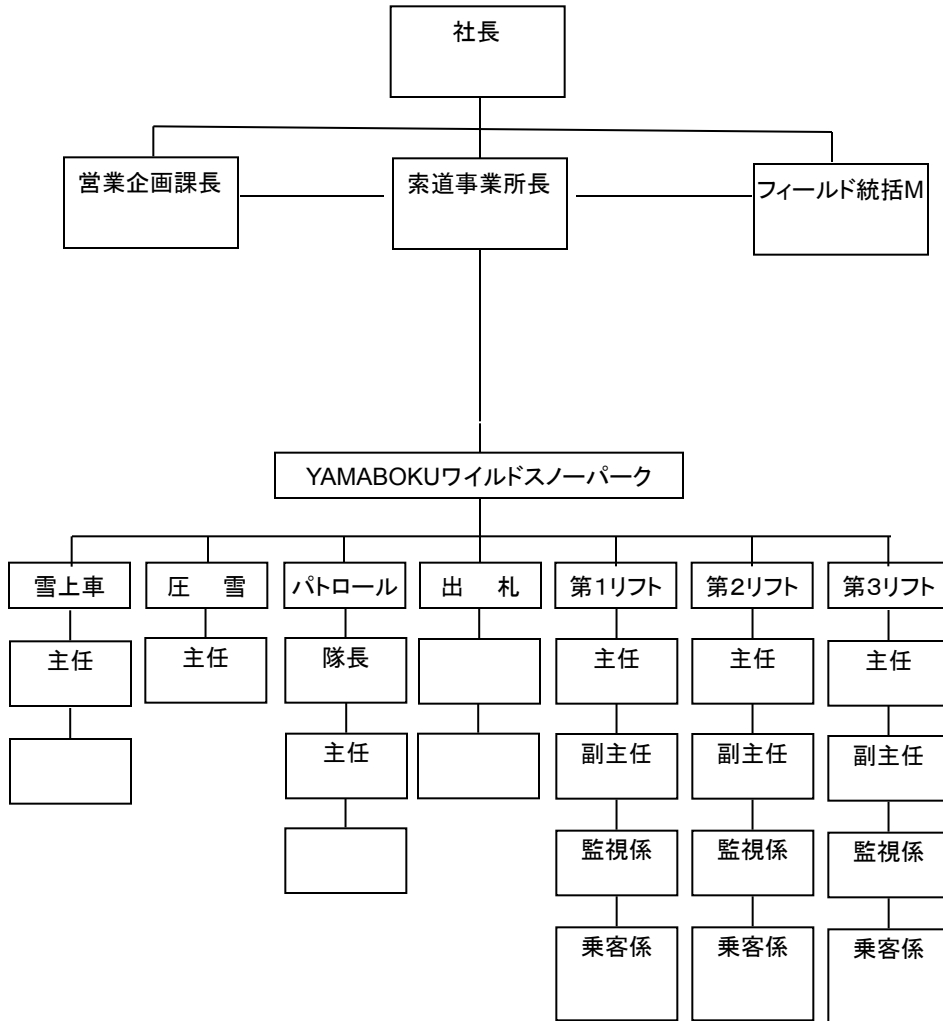 社長
営業企画課長
索道事業所長
フィールド統括M
YAMABOKUワイルドスノーパーク
雪上車
圧　雪
パトロール
出　札
第1リフト
第2リフト
第3リフト
主任
主任
隊長
主任
主任
主任
主任
副主任
副主任
副主任
監視係
監視係
監視係
乗客係
乗客係
乗客係